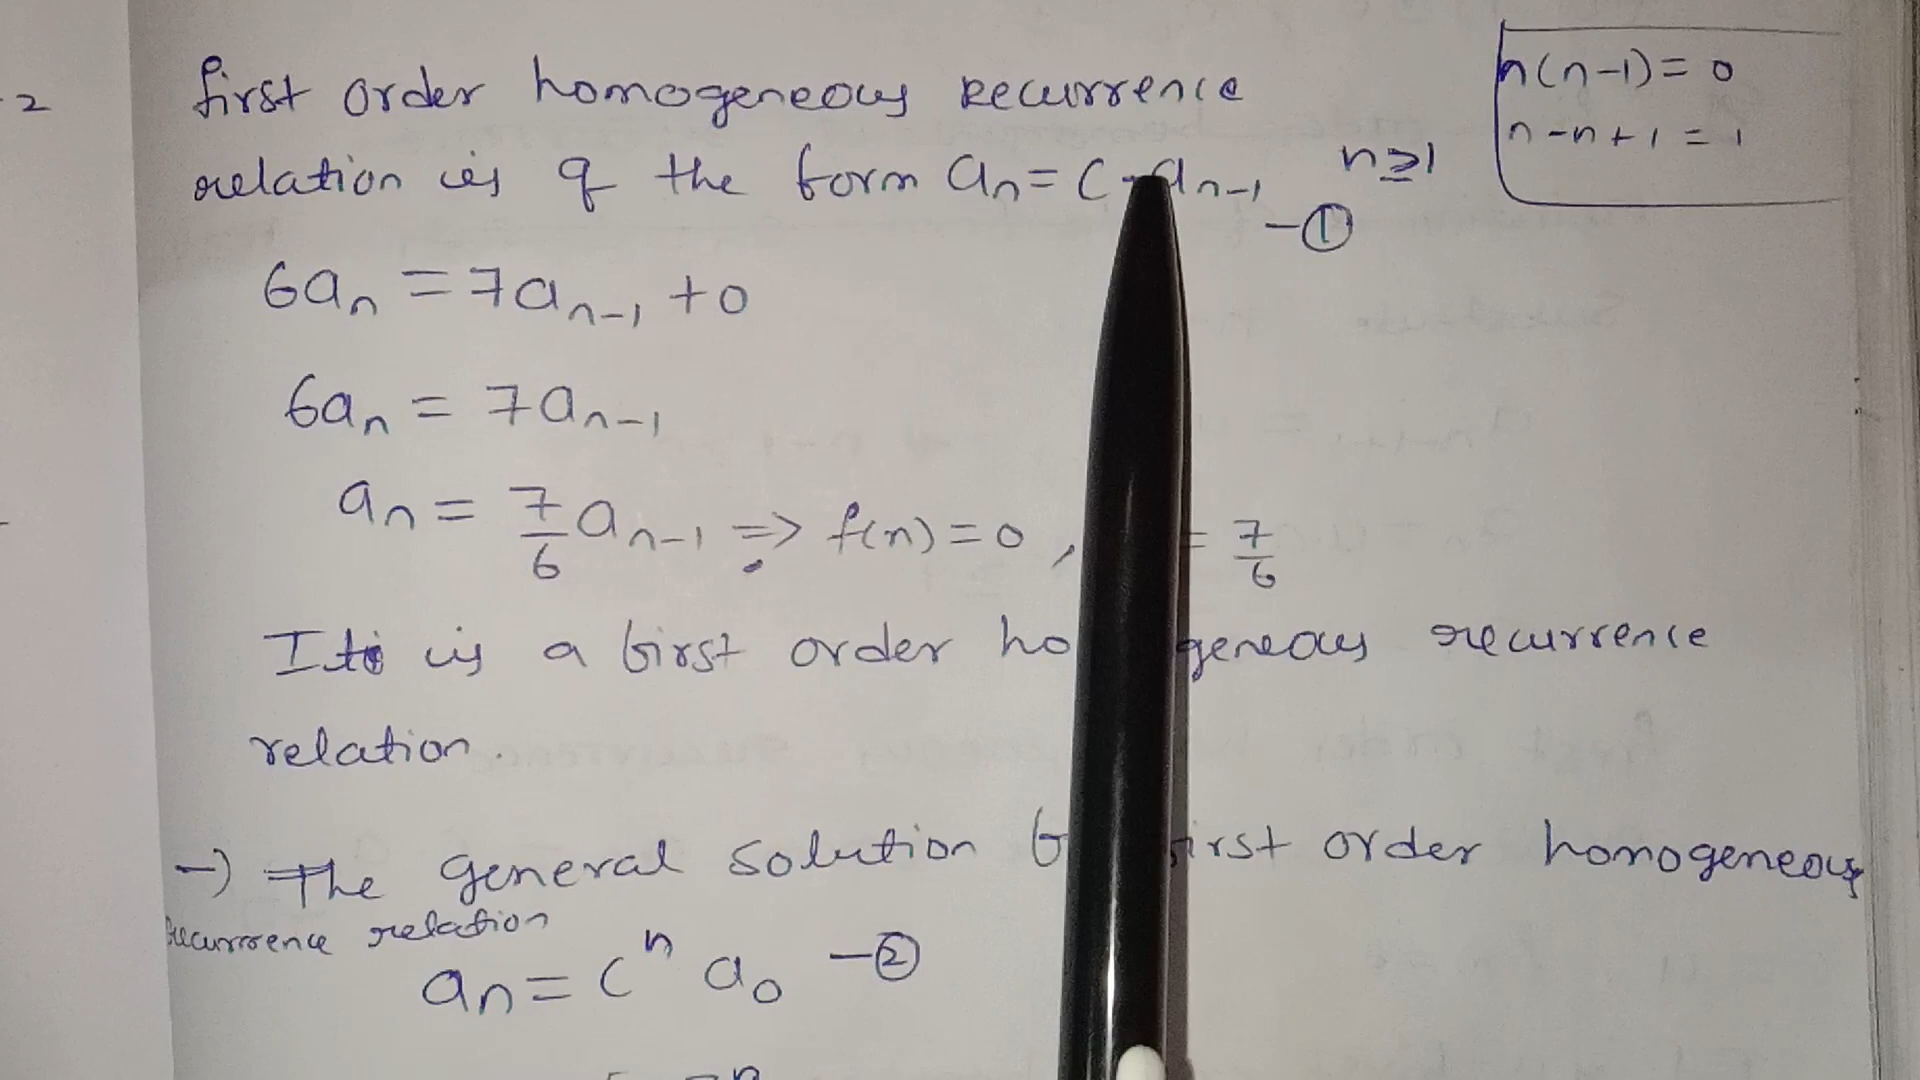 -2
first order homogeneous recurrence
relation is of the form an = c·an-1 n≥1 -①
n(n-1) = 0
n-n+1 = 1
6an = 7an-1 + 0
6an = 7an-1
an = 7/6 an-1 => f(n) = 0, = 7/6
It is a first order ho geneous recurrence
relation.
→ The general solution irst order homogeneous
recurrence relation
an = c^n a0 -②